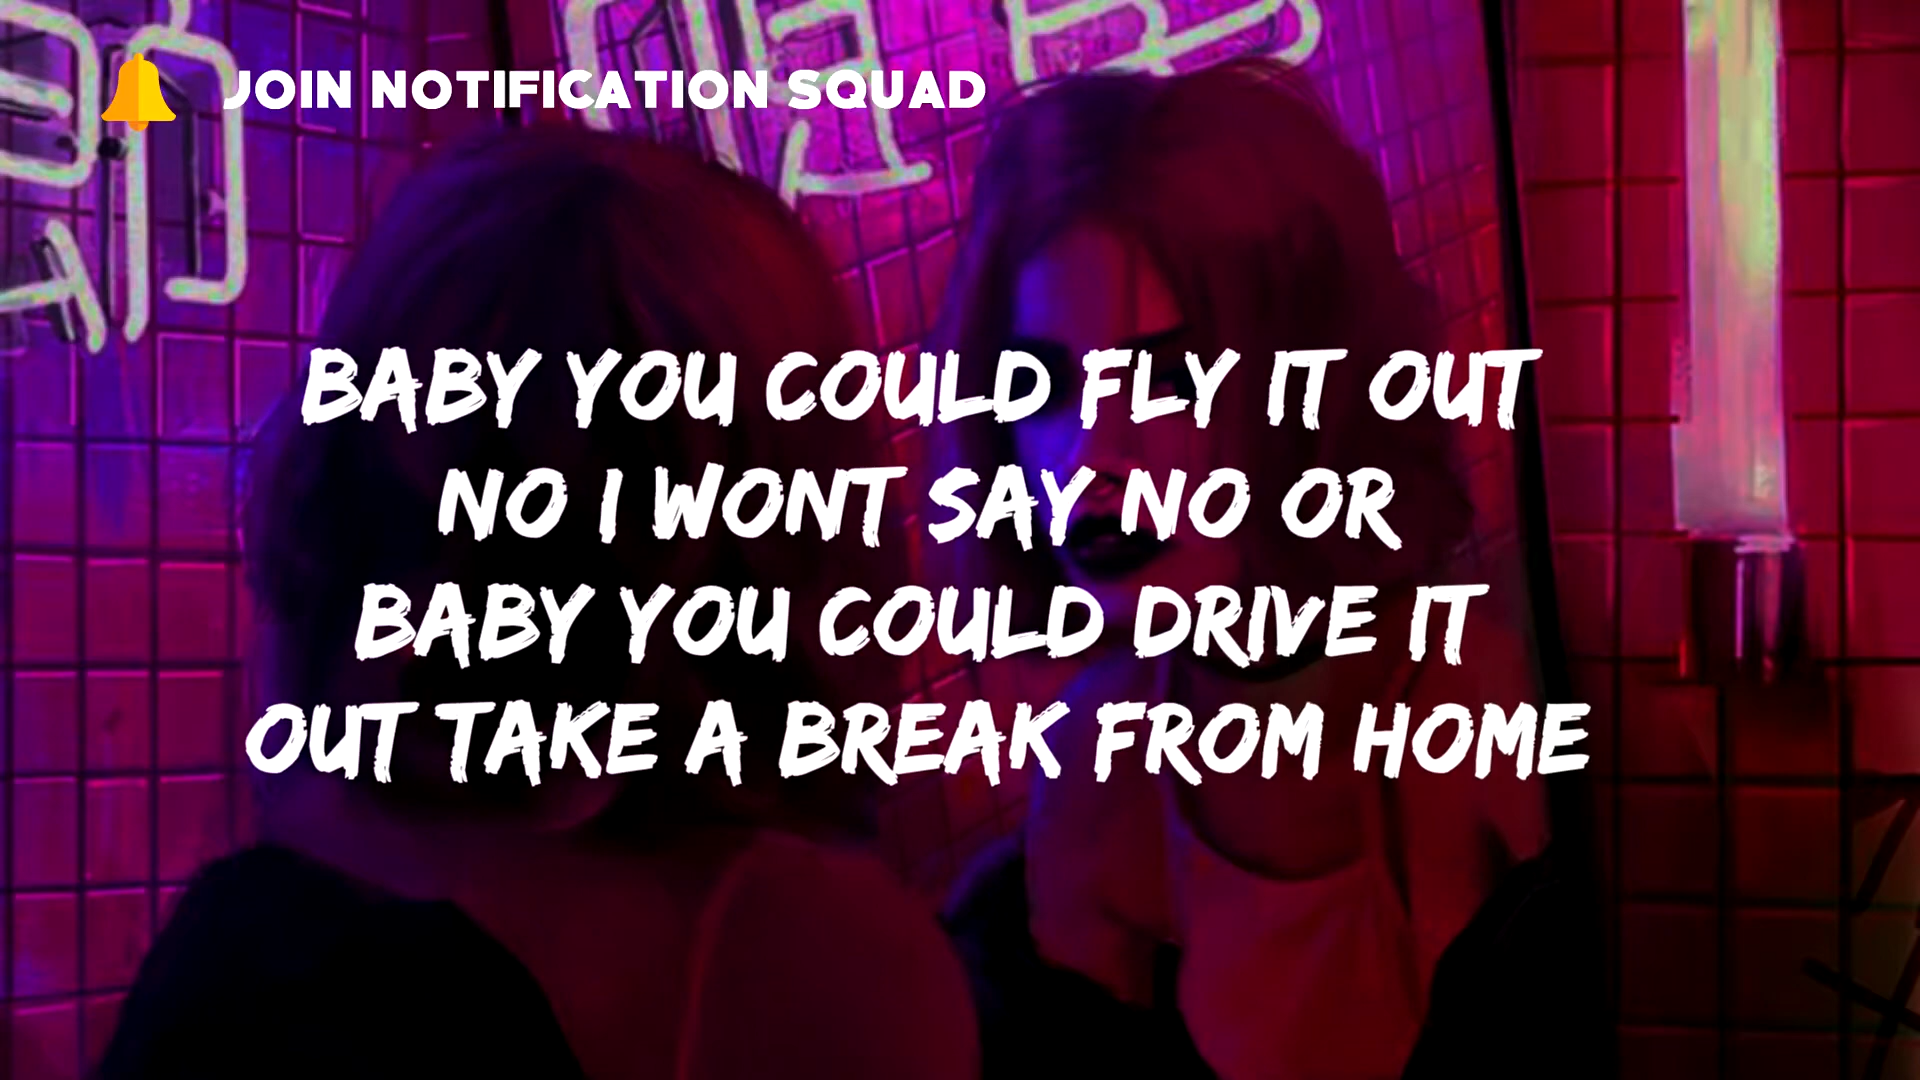 JOIN NOTIFICATION SQUAD
BABY YOU COULD FLY IT OUT
NO I WONT SAY NO OR
BABY YOU COULD DRIVE IT
OUT TAKE A BREAK FROM HOME